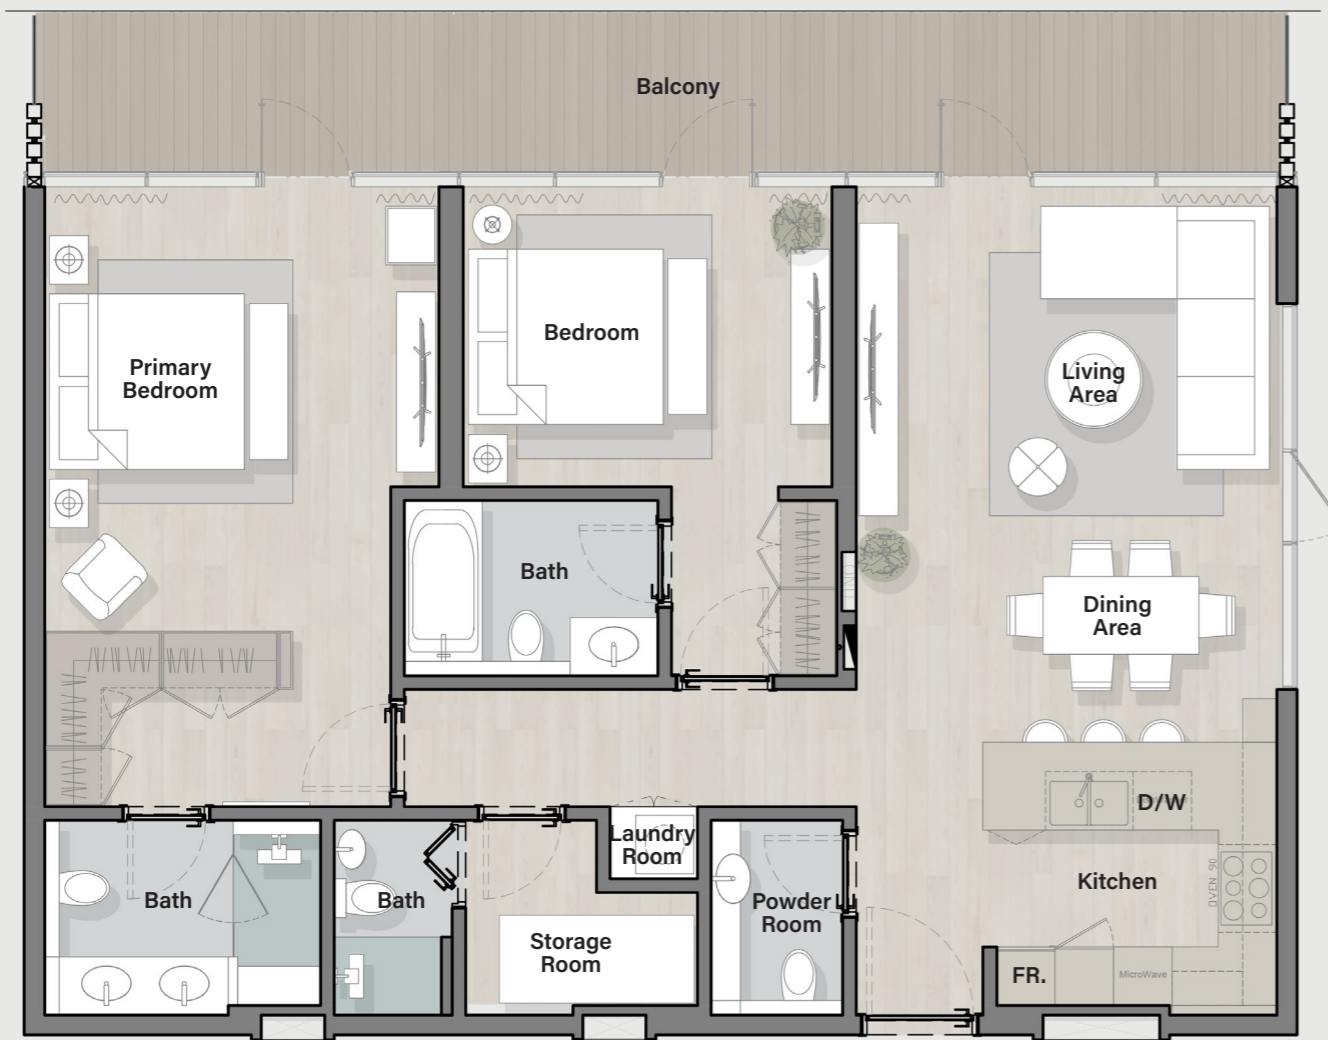 Balcony
Primary
Bedroom
Bedroom
Living
Area
Bath
Dining
Area
D/W
Laundry
Room
Kitchen
OVEN 90
Bath
Bath
Powder
Room
Storage
Room
FR.
MicroWave